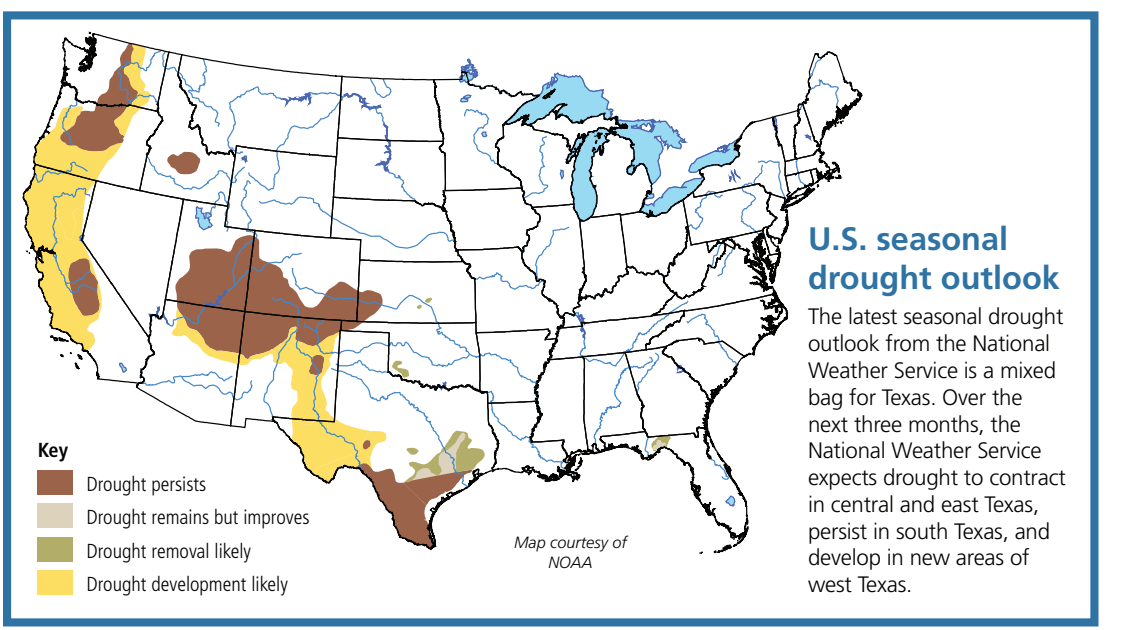 U.S. seasonal
drought outlook
The latest seasonal drought
outlook from the National
Weather Service is a mixed
bag for Texas. Over the
next three months, the
National Weather Service
expects drought to contract
in central and east Texas,
persist in south Texas, and
develop in new areas of
west Texas.
Key
Drought persists
Drought remains but improves
Drought removal likely
Drought development likely
Map courtesy of
NOAA